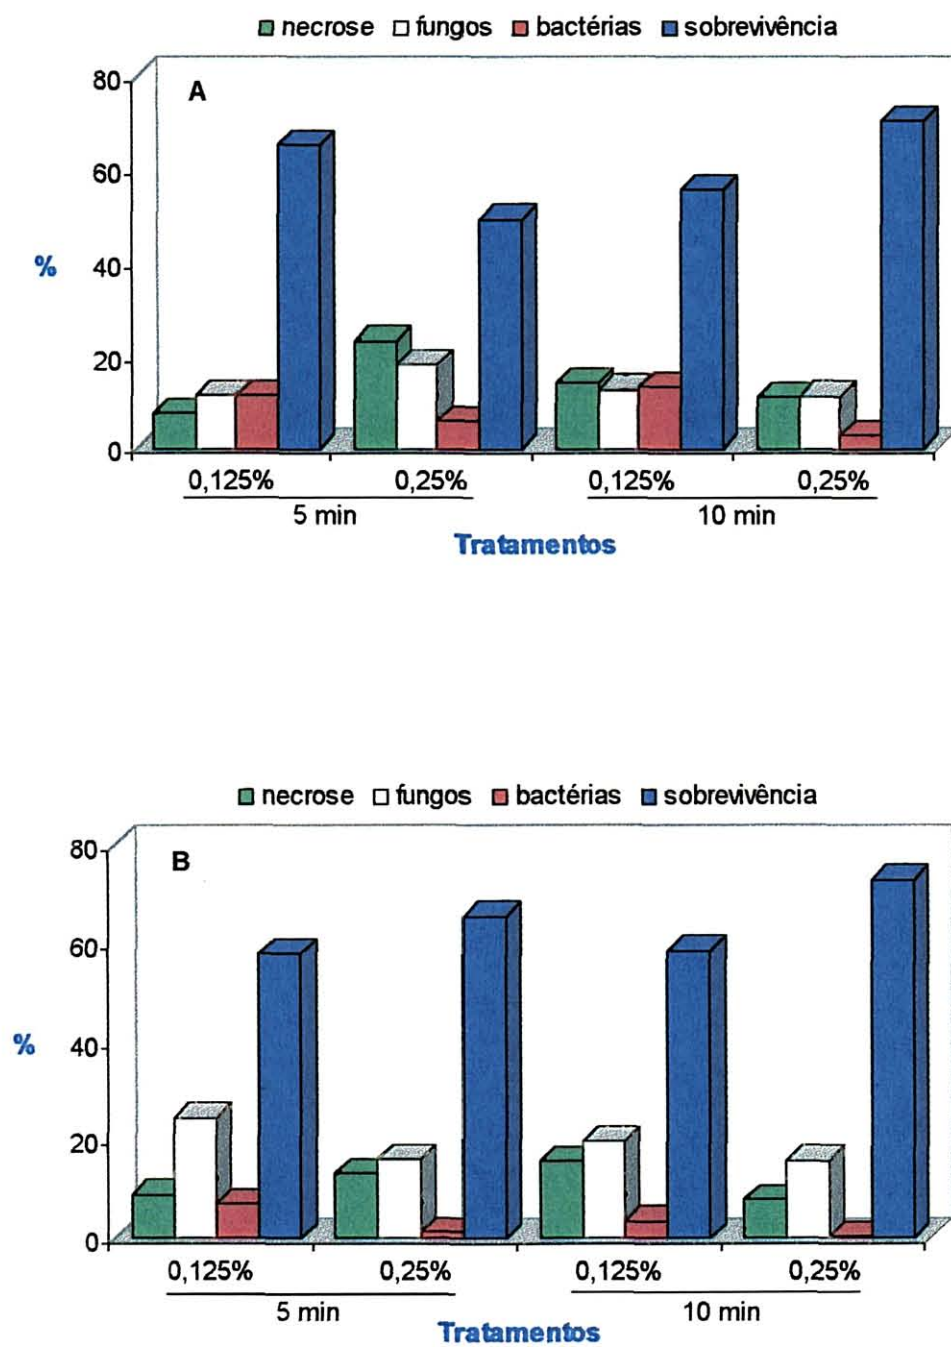 necrose fungos bactérias sobrevivência
A
80
60
%
40
20
0
0,125% 0,25% 0,125% 0,25%
5 min 10 min
Tratamentos
necrose fungos bactérias sobrevivência
80
B
60
%
40
20
0
0,125% 0,25% 0,125% 0,25%
5 min 10 min
Tratamentos